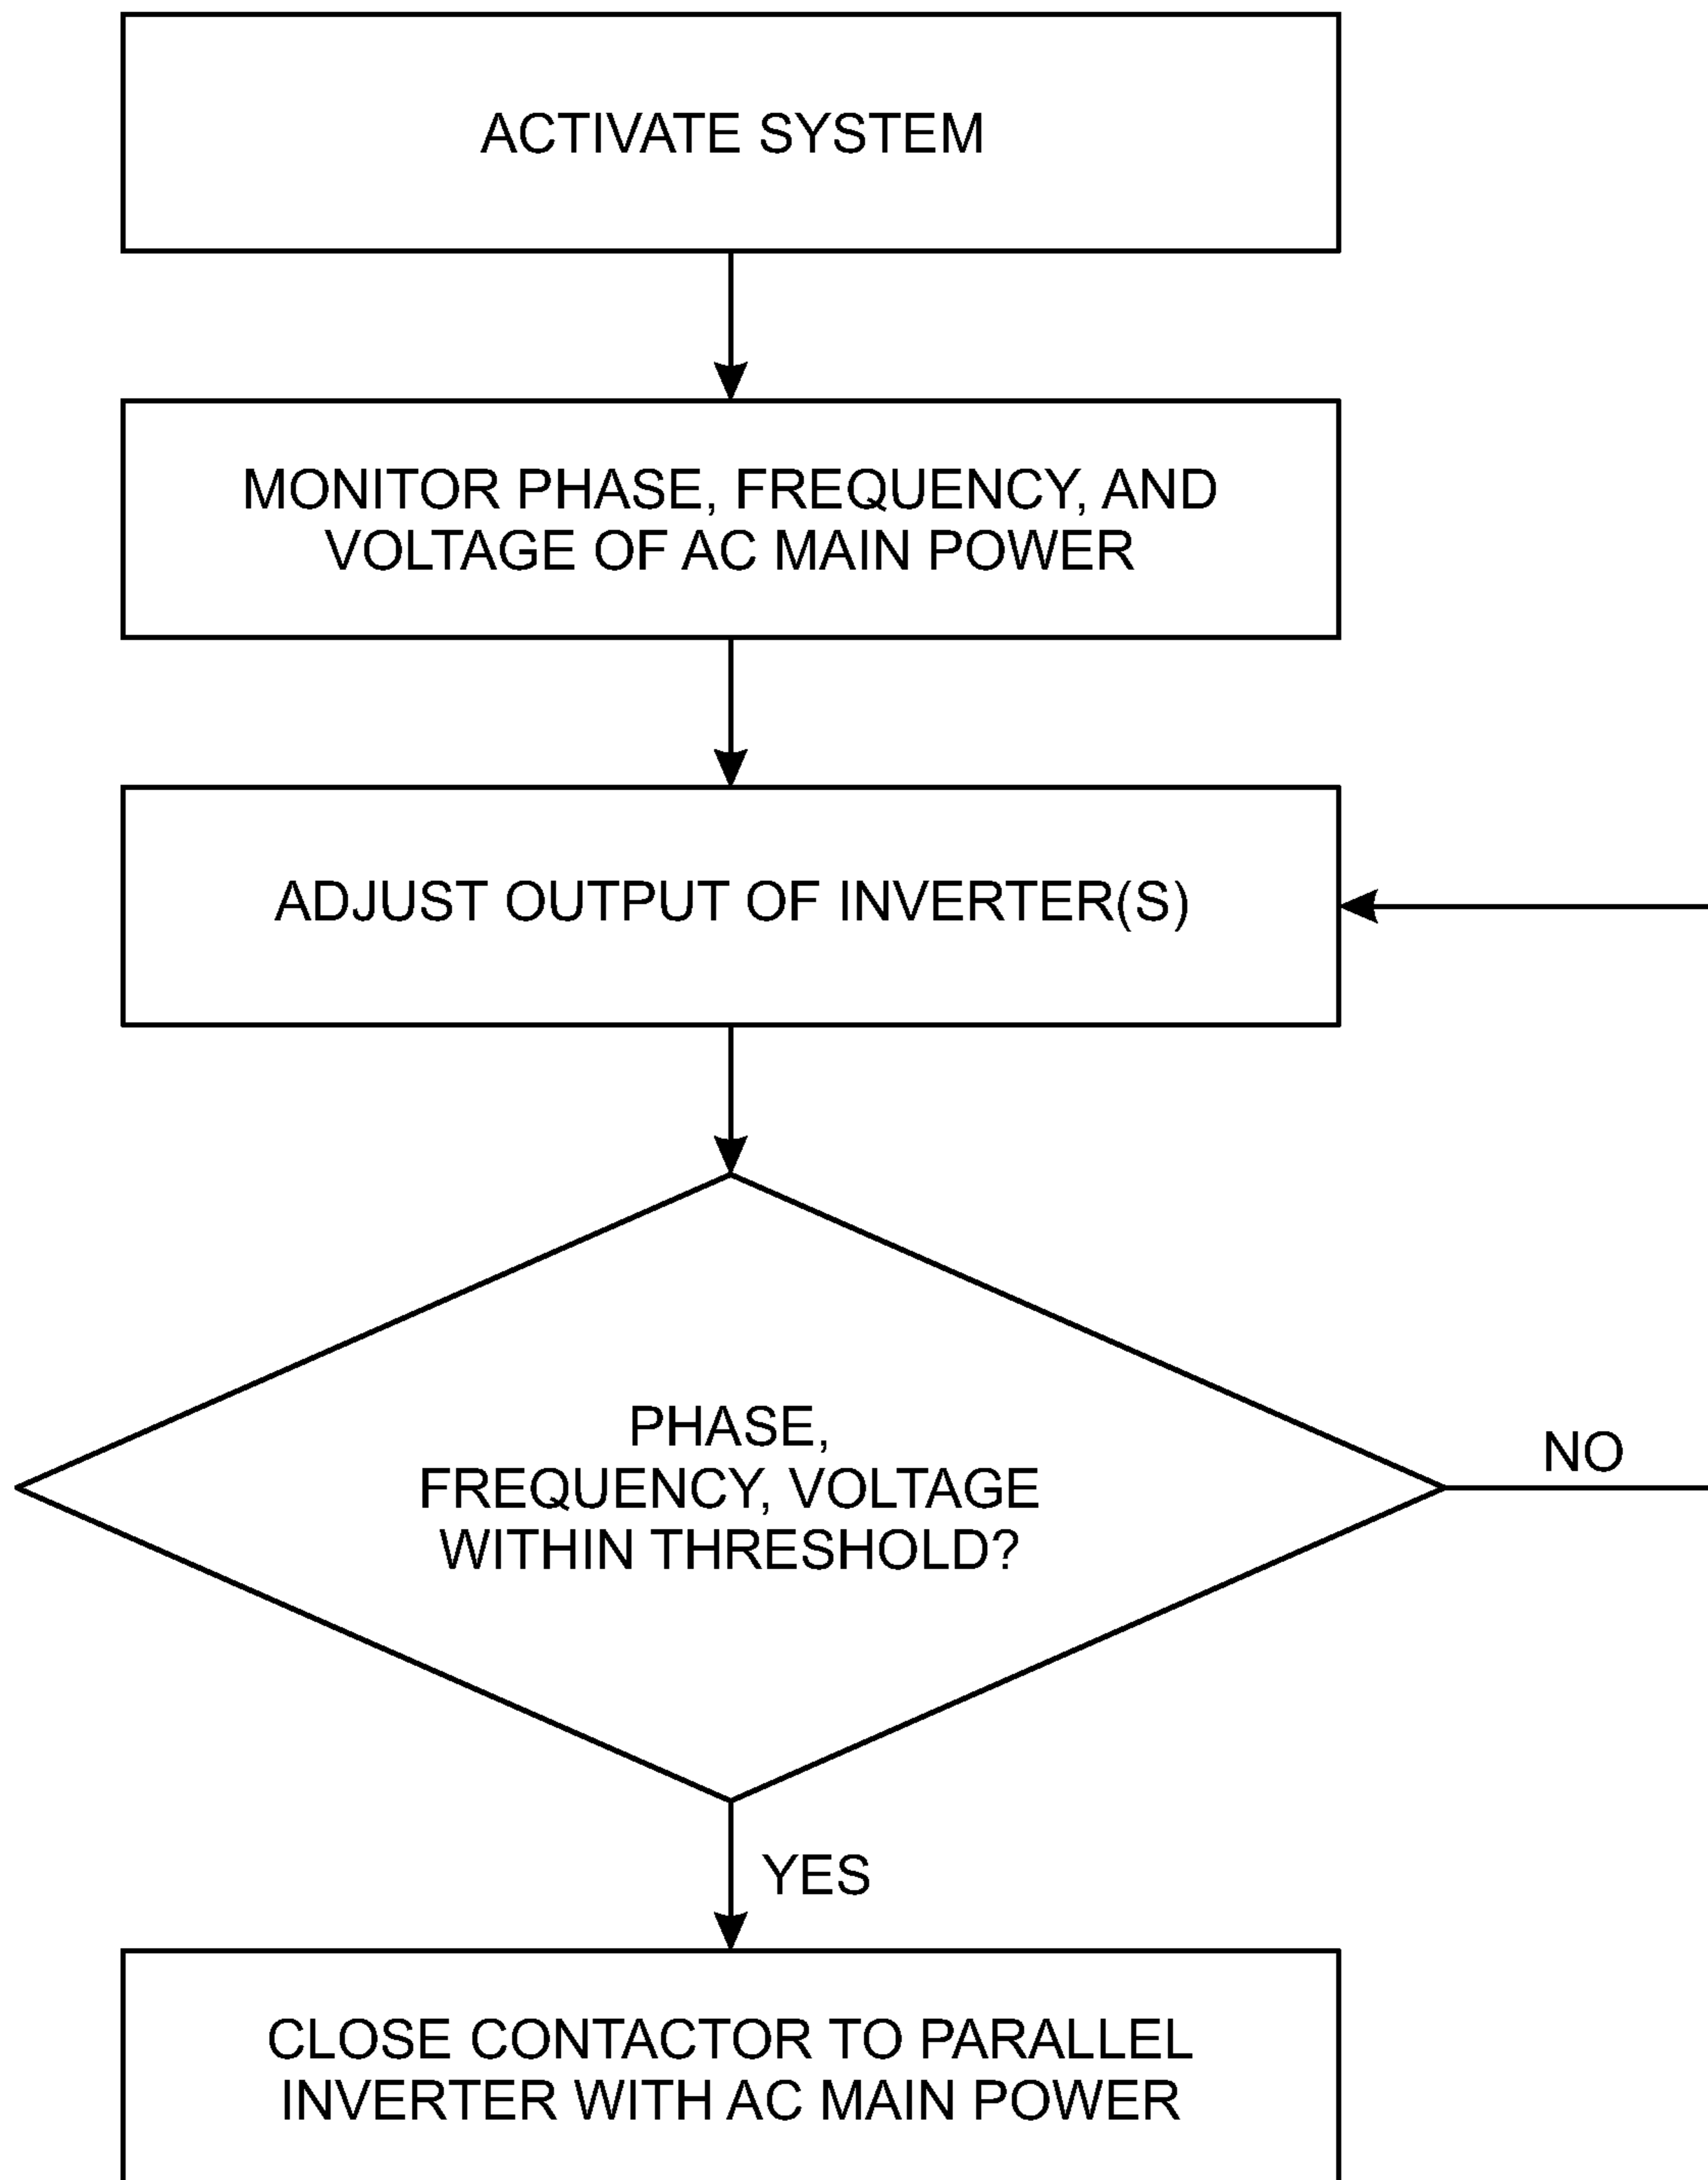 ACTIVATE SYSTEM
MONITOR PHASE, FREQUENCY, AND
VOLTAGE OF AC MAIN POWER
ADJUST OUTPUT OF INVERTER(S)
PHASE,
FREQUENCY, VOLTAGE
WITHIN THRESHOLD?
NO
YES
CLOSE CONTACTOR TO PARALLEL
INVERTER WITH AC MAIN POWER